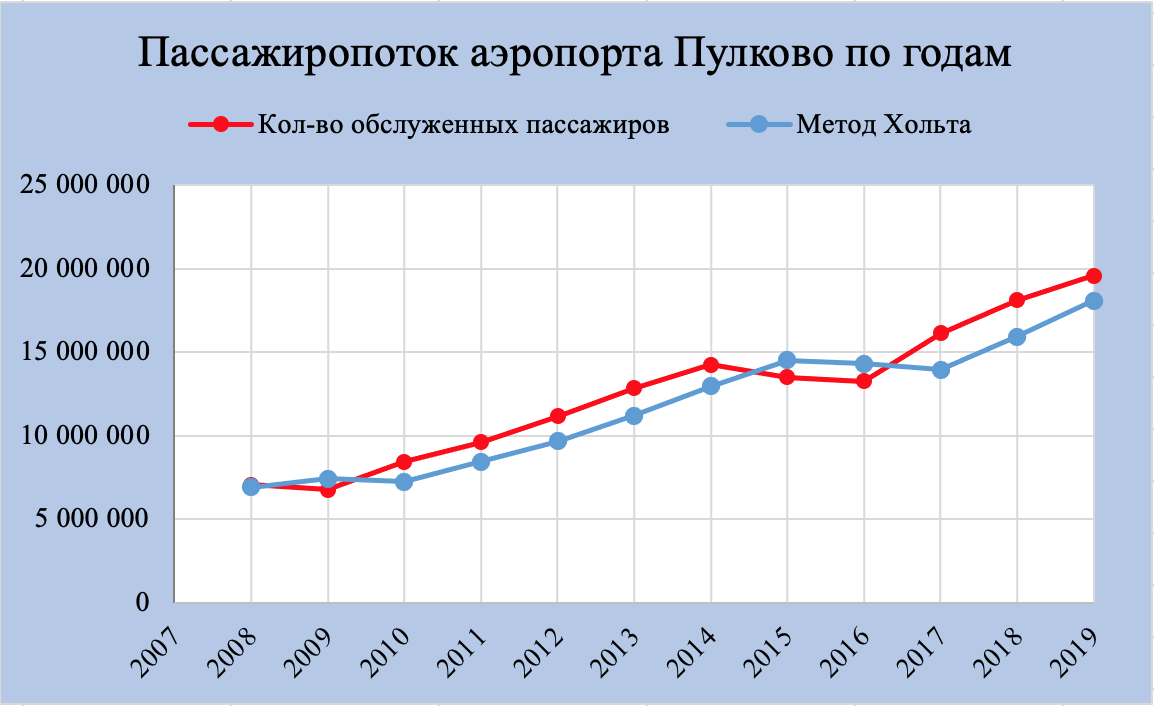 Пассажиропоток аэропорта Пулково по годам
Кол-во обслуженных пассажиров
Метод Хольта
25 000 000
20 000 000
15 000 000
10 000 000
5 000 000
0
2007
2008
2009
2010
2011
2012
2013
2014
2015
2016
2017
2018
2019